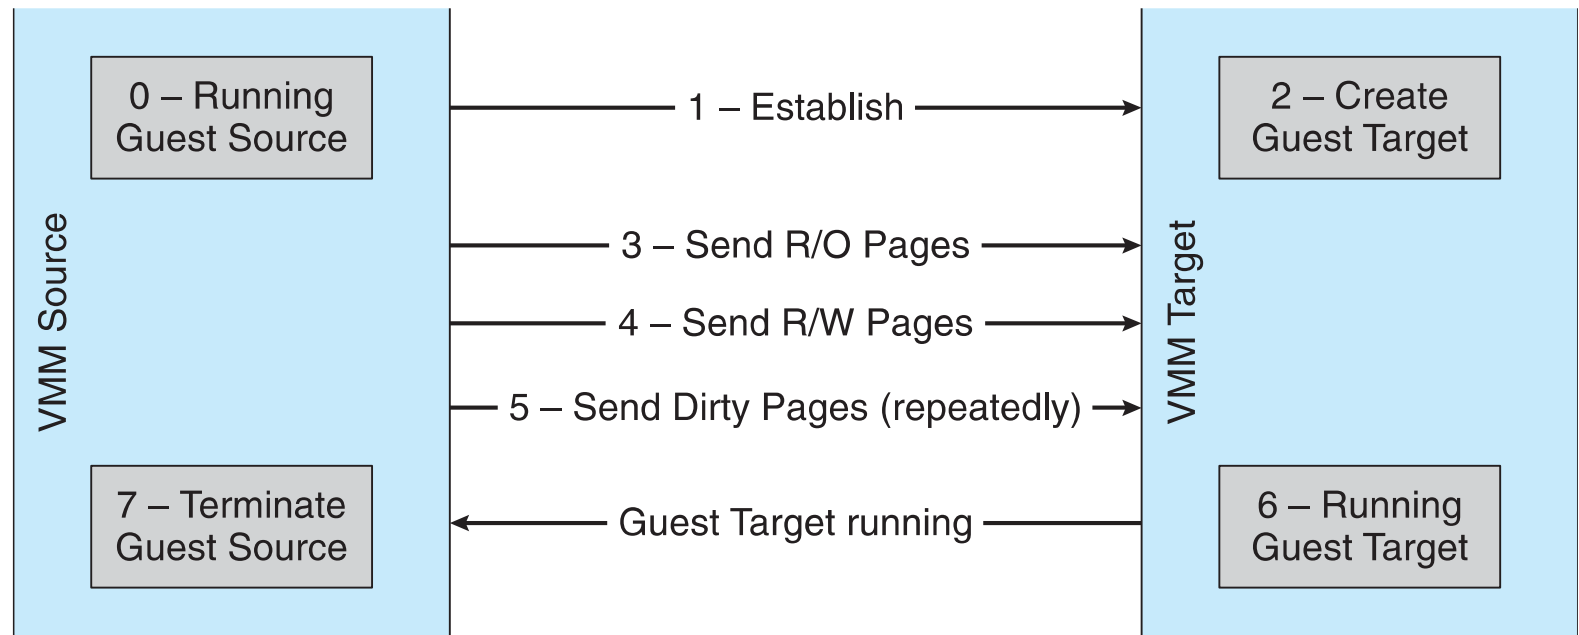 0 – Running
Guest Source
1 – Establish
2 – Create
Guest Target
VMM Source
3 – Send R/O Pages
4 – Send R/W Pages
5 – Send Dirty Pages (repeatedly)
VMM Target
7 – Terminate
Guest Source
Guest Target running
6 – Running
Guest Target